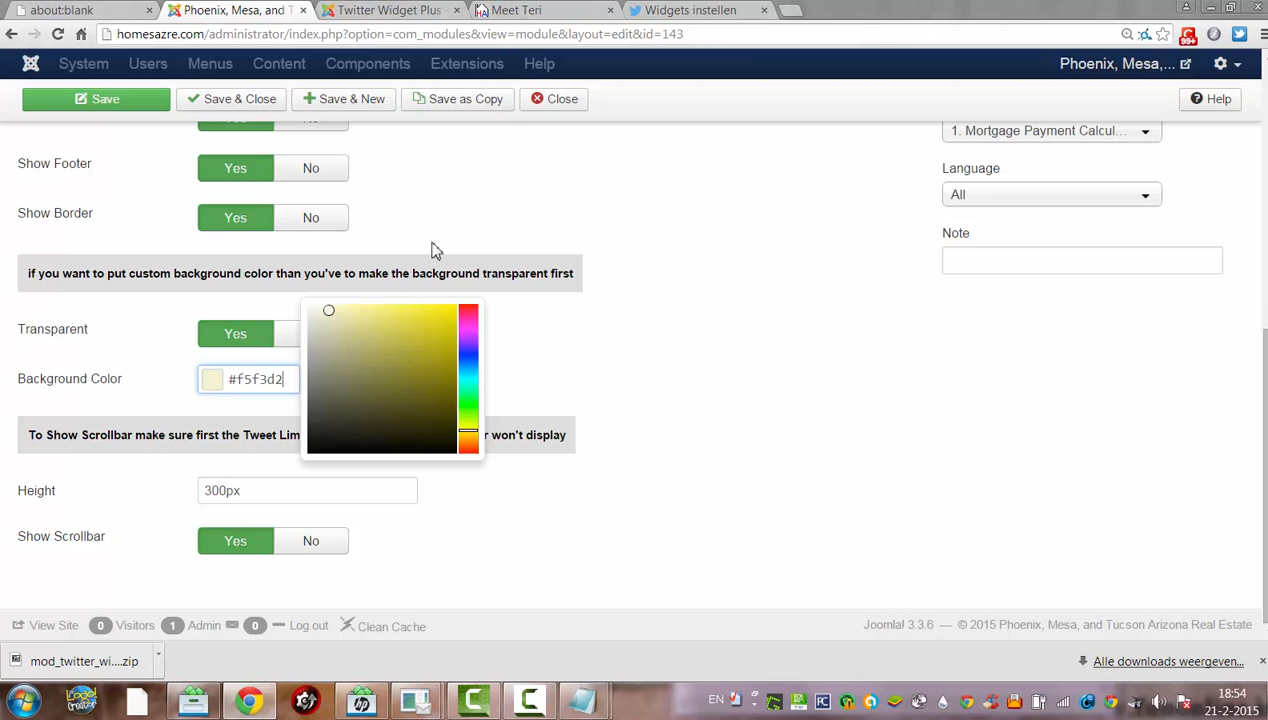 about:blank
Phoenix, Mesa, and T
Twitter Widget Plus
Meet Teri
Widgets instellen
homesazre.com/administrator/index.php?option=com_modules&view=module&layout=edit&id=143
99+
System Users Menus Content Components Extensions Help
Phoenix, Mesa,...
Save
Save & Close
Save & New
Save as Copy
Close
Help
1. Mortgage Payment Calcul...
Show Footer
Yes No
Language
All
Show Border
Yes No
Note
if you want to put custom background color than you've to make the background transparent first
Transparent
Yes
Background Color
#f5f3d2
To Show Scrollbar make sure first the Tweet Lim
r won't display
Height
300px
Show Scrollbar
Yes No
View Site 0 Visitors 1 Admin 0 Log out Clean Cache
Joomla! 3.3.6 — © 2015 Phoenix, Mesa, and Tucson Arizona Real Estate
mod_twitter_wi....zip
Alle downloads weergeven...
EN
18:54
21-2-2015